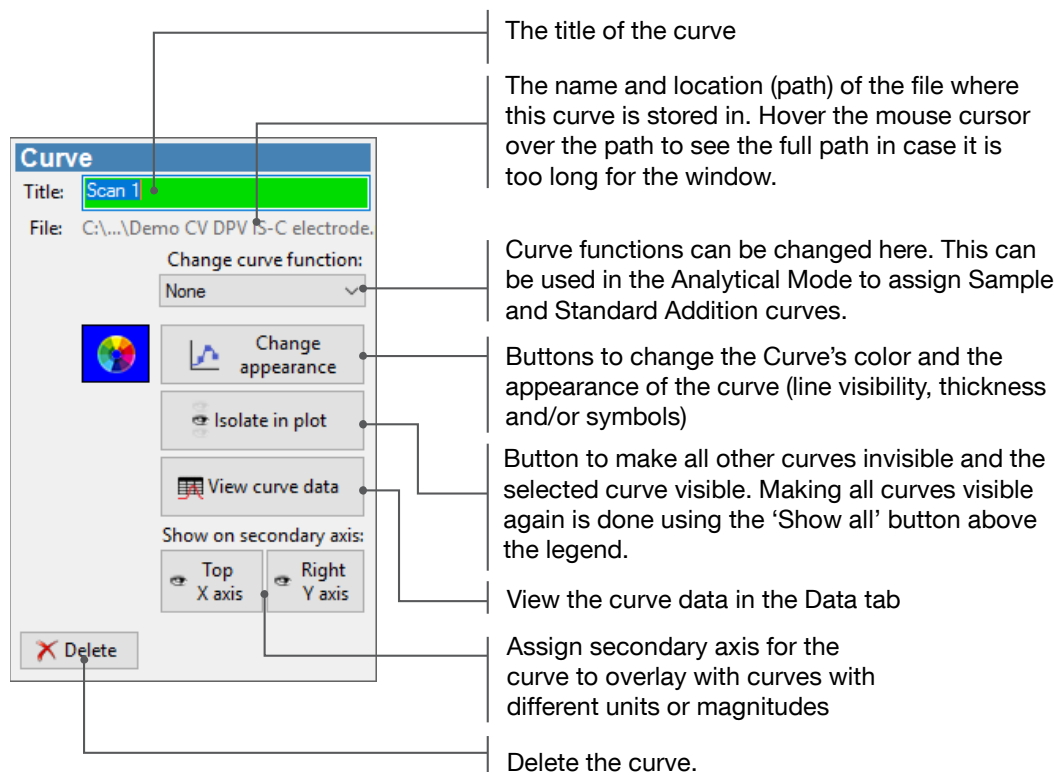 The title of the curve
The name and location (path) of the file where
this curve is stored in. Hover the mouse cursor
over the path to see the full path in case it is
too long for the window.
Curve
Title: Scan 1
File: C:\...\Demo CV DPV IS-C electrode.
Change curve function:
None
Change
appearance
Isolate in plot
View curve data
Show on secondary axis:
Top
X axis
Right
Y axis
Delete
Curve functions can be changed here. This can
be used in the Analytical Mode to assign Sample
and Standard Addition curves.
Buttons to change the Curve’s color and the
appearance of the curve (line visibility, thickness
and/or symbols)
Button to make all other curves invisible and the
selected curve visible. Making all curves visible
again is done using the ‘Show all’ button above
the legend.
View the curve data in the Data tab
Assign secondary axis for the
curve to overlay with curves with
different units or magnitudes
Delete the curve.